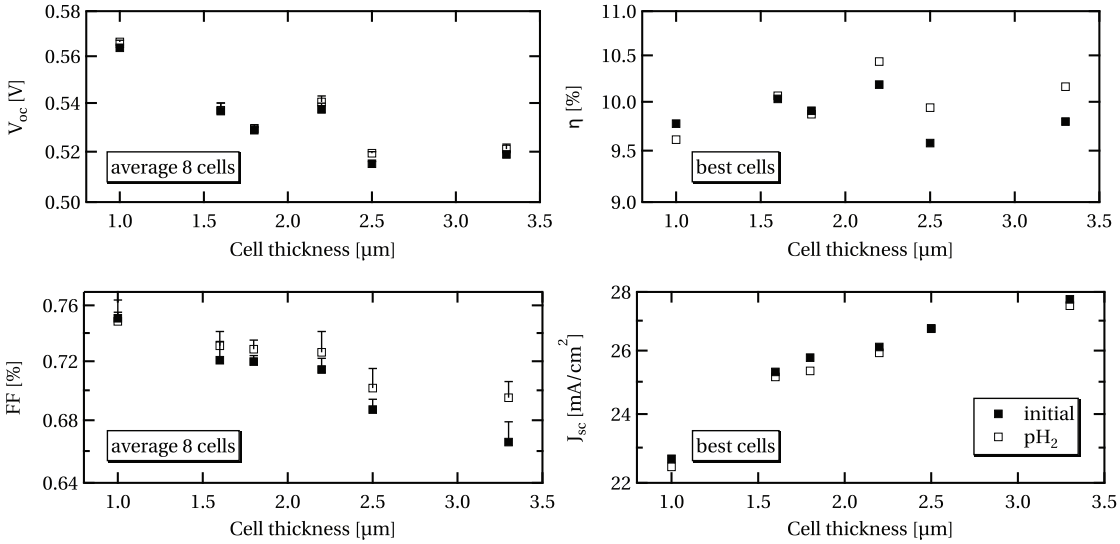 0.58
0.56
0.54
0.52
0.50
V_oc [V]
average 8 cells
1.0 1.5 2.0 2.5 3.0 3.5
Cell thickness [µm]
11.0
10.5
10.0
9.5
9.0
η [%]
best cells
1.0 1.5 2.0 2.5 3.0 3.5
Cell thickness [µm]
0.76
0.72
0.68
0.64
FF [%]
average 8 cells
1.0 1.5 2.0 2.5 3.0 3.5
Cell thickness [µm]
28
26
24
22
J_sc [mA/cm²]
best cells
initial
pH₂
1.0 1.5 2.0 2.5 3.0 3.5
Cell thickness [µm]